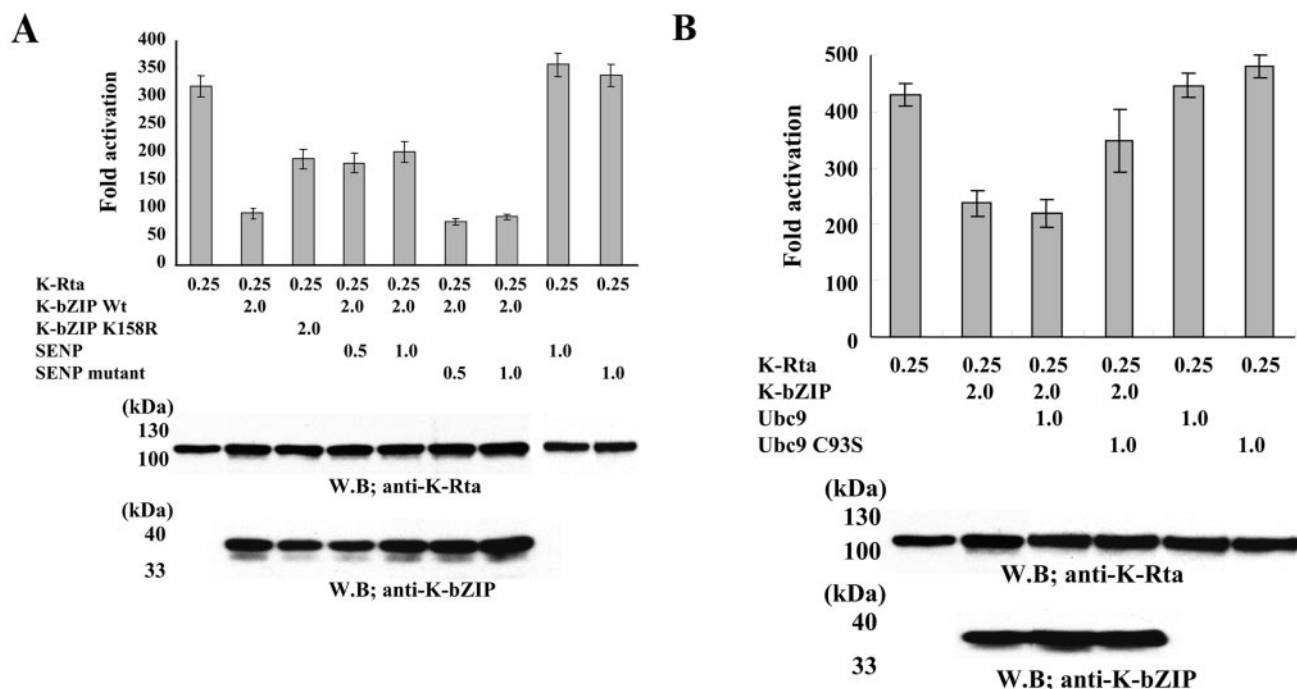 A
400
350
300
250
200
150
100
50
0
Fold activation
K-Rta 0.25 0.25 0.25 0.25 0.25 0.25 0.25 0.25 0.25
K-bZIP Wt 2.0 2.0 2.0 2.0 2.0
K-bZIP K158R 2.0
SENP 0.5 1.0 1.0
SENP mutant 0.5 1.0 1.0
(kDa)
130
100
W.B; anti-K-Rta
(kDa)
40
33
W.B; anti-K-bZIP
B
500
400
300
200
100
0
Fold activation
K-Rta 0.25 0.25 0.25 0.25 0.25 0.25
K-bZIP 2.0 2.0 2.0
Ubc9 1.0 1.0
Ubc9 C93S 1.0 1.0
(kDa)
130
100
W.B; anti-K-Rta
(kDa)
40
33
W.B; anti-K-bZIP